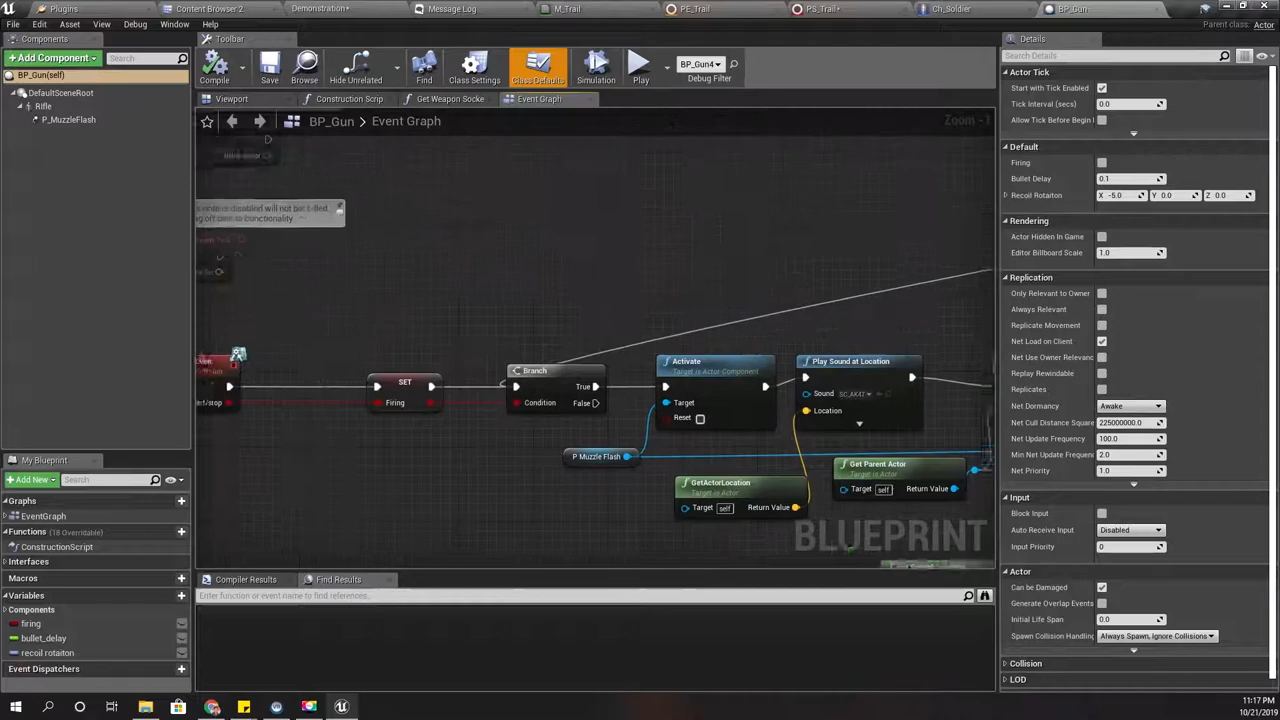 Plugins
Content Browser 2
Demonstration•
Message Log
M_Trail
PE_Trail
PS_Trail•
Ch_Soldier
BP_Gun
File Edit Asset View Debug Window Help
Parent class: Actor
Components
+Add Component
Search
BP_Gun(self)
DefaultSceneRoot
Rifle
P_MuzzleFlash
Toolbar
Compile
Save
Browse
Hide Unrelated
Find
Class Settings
Class Defaults
Simulation
Play
BP_Gun4
Debug Filter
Viewport
Construction Scrip
Get Weapon Socke
Event Graph
BP_Gun
Event Graph
Zoom -1
SET
Firing
Branch
True
Condition
False
Activate
Target is Actor Component
Target
Reset
Play Sound at Location
Sound
SC_AK47
Location
P Muzzle Flash
GetActorLocation
Target is Actor
Target self
Return Value
Get Parent Actor
Target is Actor
Target self
Return Value
BLUEPRINT
My Blueprint
+Add New
Search
Graphs
EventGraph
Functions (18 Overridable)
ConstructionScript
Interfaces
Macros
Variables
Components
firing
bullet_delay
recoil rotaiton
Event Dispatchers
Compiler Results
Find Results
Enter function or event name to find references...
Details
Search Details
Actor Tick
Start with Tick Enabled
Tick Interval (secs) 0.0
Allow Tick Before Begin
Default
Firing
Bullet Delay 0.1
Recoil Rotaiton X -5.0 Y 0.0 Z 0.0
Rendering
Actor Hidden In Game
Editor Billboard Scale 1.0
Replication
Only Relevant to Owner
Always Relevant
Replicate Movement
Net Load on Client
Net Use Owner Relevanc
Replay Rewindable
Replicates
Net Dormancy Awake
Net Cull Distance Squar 225000000.0
Net Update Frequency 100.0
Min Net Update Frequen 2.0
Net Priority 1.0
Input
Block Input
Auto Receive Input Disabled
Input Priority 0
Actor
Can be Damaged
Generate Overlap Events
Initial Life Span 0.0
Spawn Collision Handling Always Spawn, Ignore Collisions
Collision
LOD
11:17 PM
10/21/2019